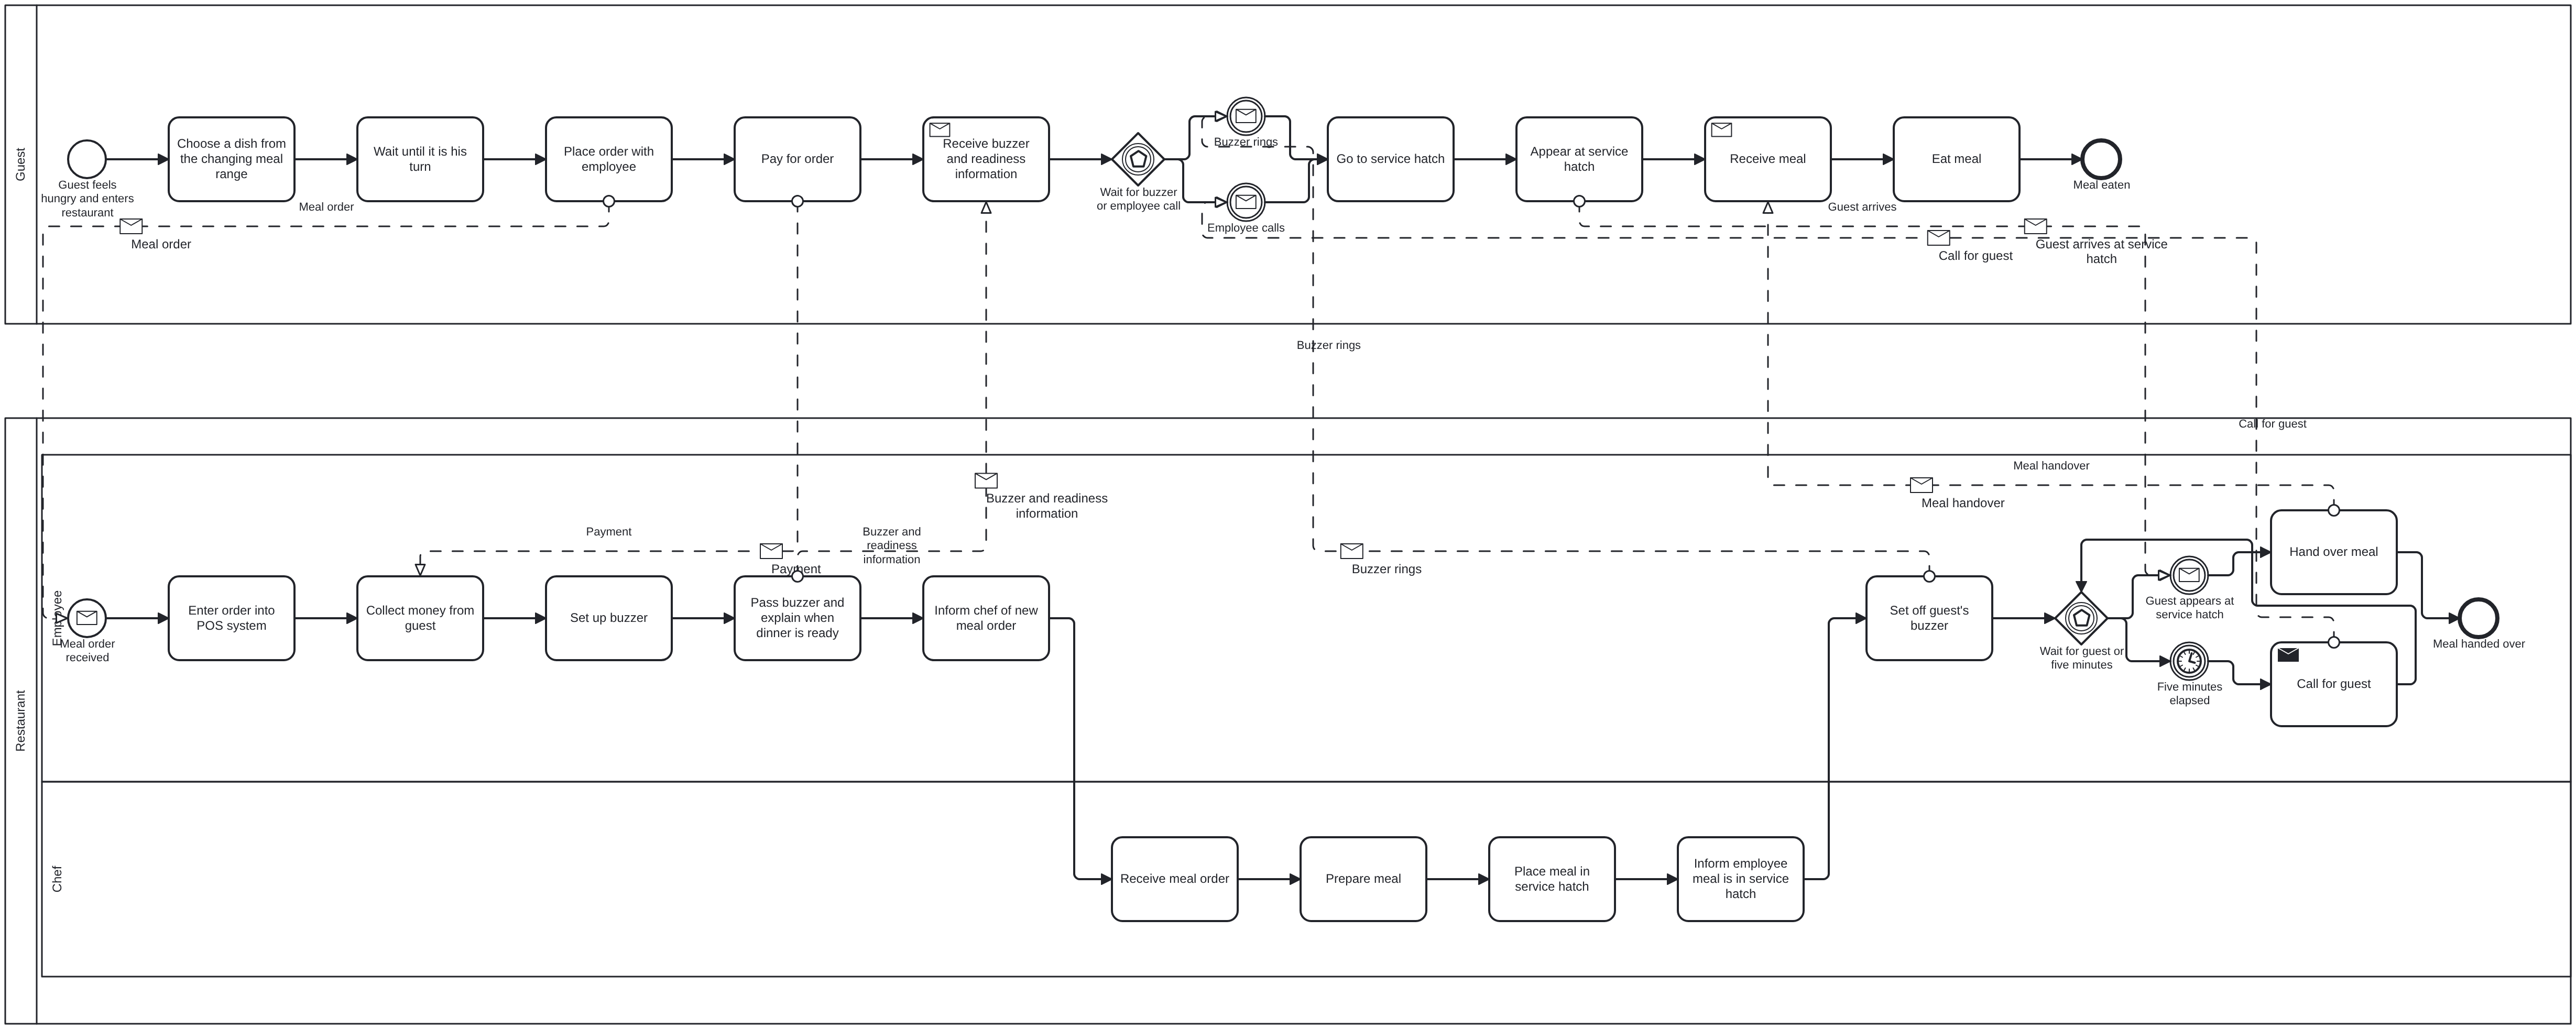 Guest
Guest feels
hungry and enters
restaurant
Choose a dish from
the changing meal
range
Wait until it is his
turn
Place order with
employee
Pay for order
Receive buzzer
and readiness
information
Wait for buzzer
or employee call
Buzzer rings
Employee calls
Go to service hatch
Appear at service
hatch
Receive meal
Eat meal
Meal eaten
Meal order
Meal order
Guest arrives
Guest arrives at service
hatch
Call for guest
Buzzer rings
Call for guest
Restaurant
Employee
Meal handover
Meal handover
Buzzer and readiness
information
Payment
Buzzer and
readiness
information
Payment
Buzzer rings
Meal order
received
Enter order into
POS system
Collect money from
guest
Set up buzzer
Pass buzzer and
explain when
dinner is ready
Inform chef of new
meal order
Set off guest's
buzzer
Wait for guest or
five minutes
Guest appears at
service hatch
Five minutes
elapsed
Hand over meal
Call for guest
Meal handed over
Chef
Receive meal order
Prepare meal
Place meal in
service hatch
Inform employee
meal is in service
hatch